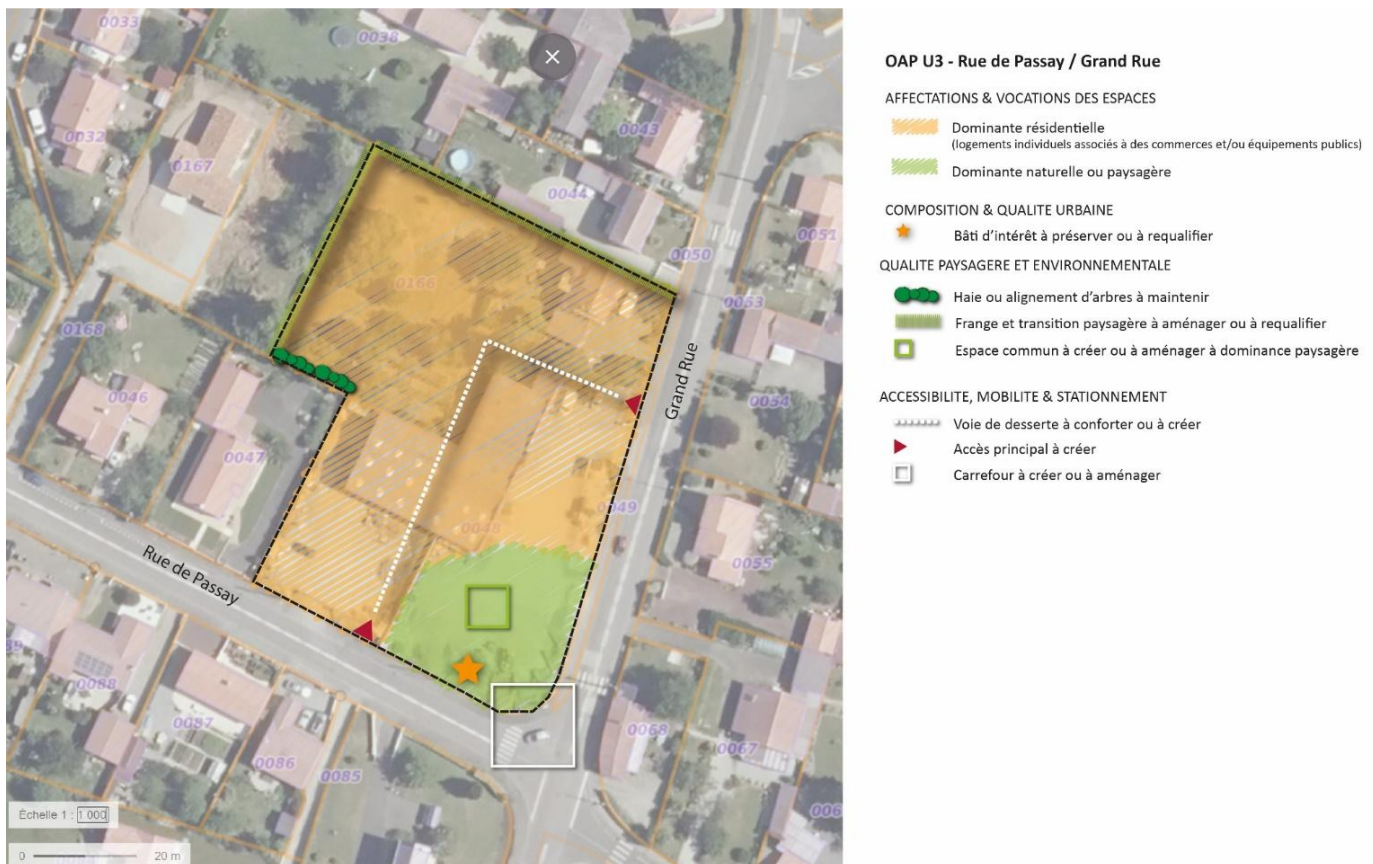 OAP U3 - Rue de Passay / Grand Rue
AFFECTATIONS & VOCATIONS DES ESPACES
Dominante résidentielle
(logements individuels associés à des commerces et/ou équipements publics)
Dominante naturelle ou paysagère
COMPOSITION & QUALITE URBAINE
Bâti d'intérêt à préserver ou à requalifier
QUALITE PAYSAGERE ET ENVIRONNEMENTALE
Haie ou alignement d'arbres à maintenir
Frange et transition paysagère à aménager ou à requalifier
Espace commun à créer ou à aménager à dominance paysagère
ACCESSIBILITE, MOBILITE & STATIONNEMENT
Voie de desserte à conforter ou à créer
Accès principal à créer
Carrefour à créer ou à aménager
0033
0038
0032
0167
0043
0044
0050
0051
0166
0053
0168
0046
Grand Rue
0054
0047
0048
0049
0055
Rue de Passay
0088
0087
0086
0085
0068
0067
Échelle 1 : 1 000
0 20 m